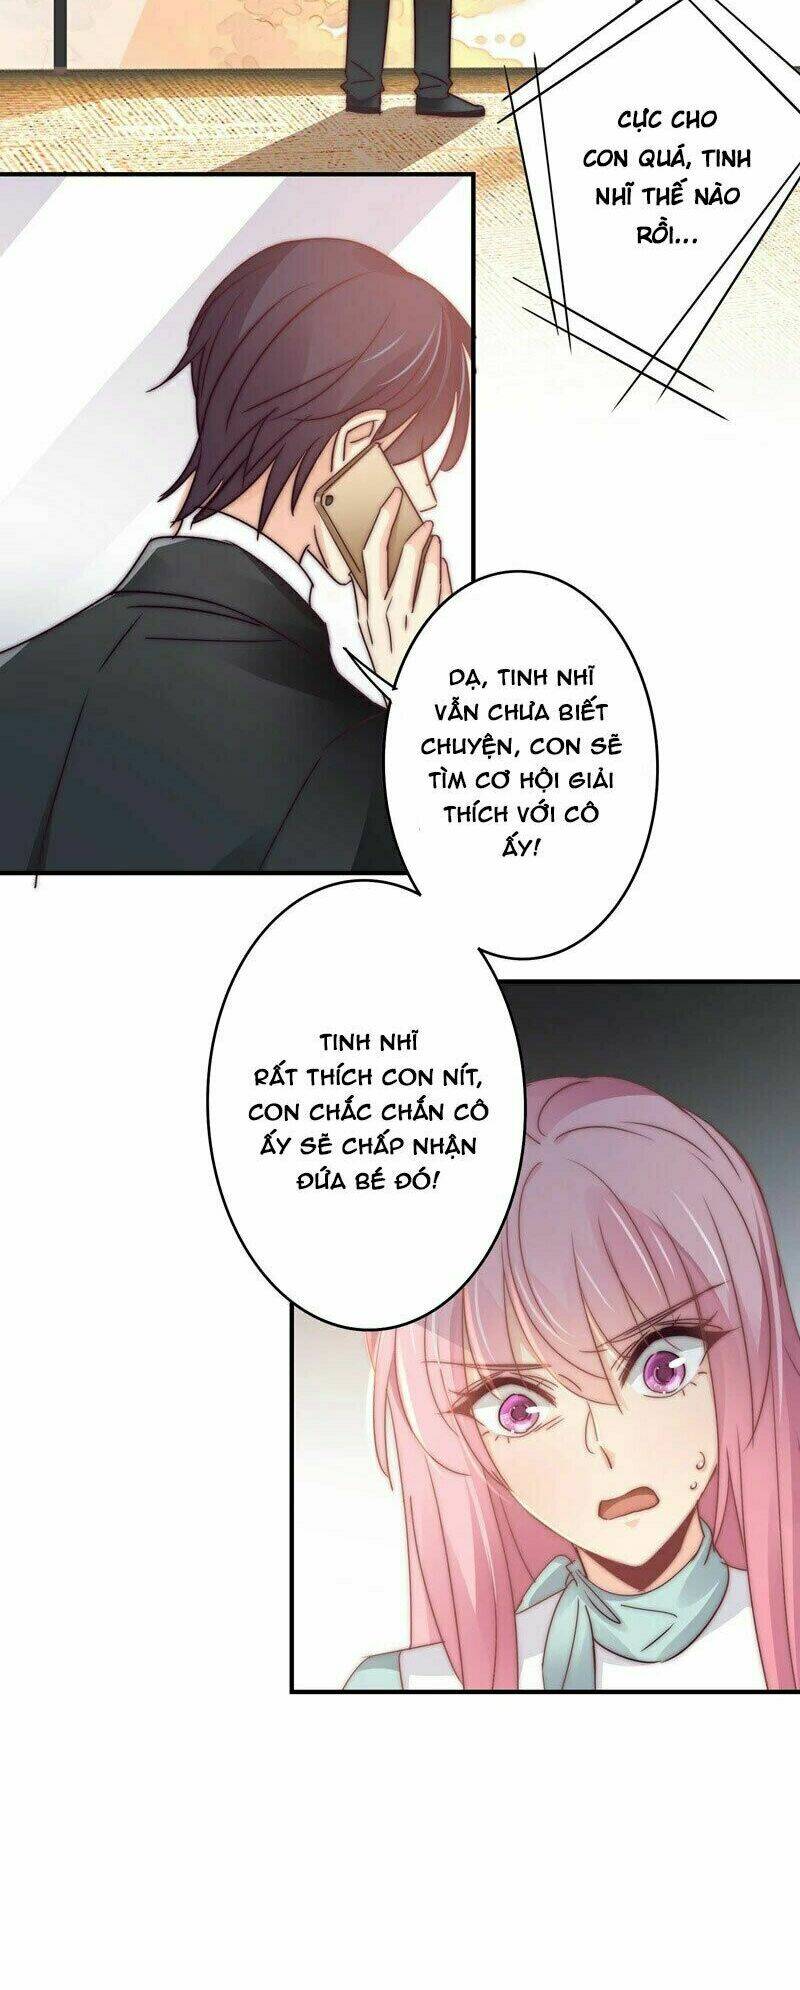 CỰC CHO
CON QUÁ, TINH
NHĨ THẾ NÀO
RỒI...
DẠ, TINH NHĨ
VẪN CHƯA BIẾT
CHUYỆN, CON SẼ
TÌM CƠ HỘI GIẢI
THÍCH VỚI CÔ
ẤY!
TINH NHĨ
RẤT THÍCH CON NÍT,
CON CHẮC CHẮN CÔ
ẤY SẼ CHẤP NHẬN
ĐỨA BÉ ĐÓ!